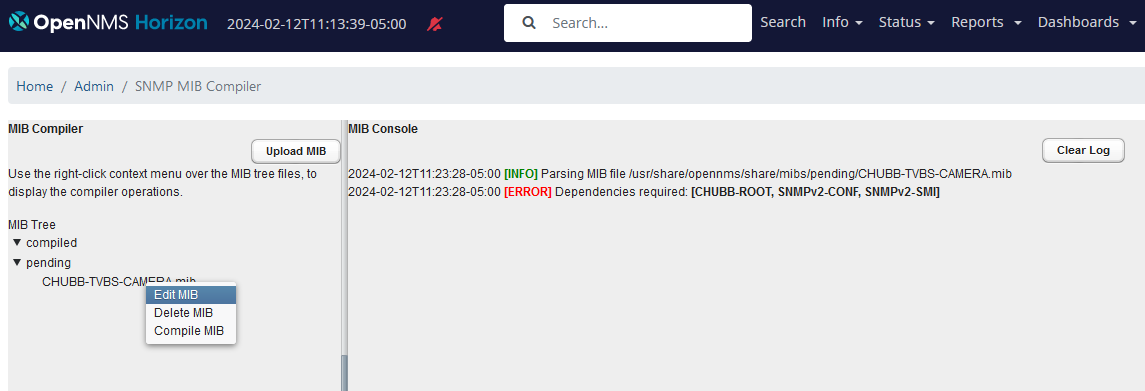 OpenNMS Horizon 2024-02-12T11:13:39-05:00 Search... Search Info Status Reports Dashboards
Home / Admin / SNMP MIB Compiler
MIB Compiler
Upload MIB
Use the right-click context menu over the MIB tree files, to
display the compiler operations.
MIB Tree
compiled
pending
CHUBB-TVBS-CAMERA.mib
Edit MIB
Delete MIB
Compile MIB
MIB Console
Clear Log
2024-02-12T11:23:28-05:00 [INFO] Parsing MIB file /usr/share/opennms/share/mibs/pending/CHUBB-TVBS-CAMERA.mib
2024-02-12T11:23:28-05:00 [ERROR] Dependencies required: [CHUBB-ROOT, SNMPv2-CONF, SNMPv2-SMI]